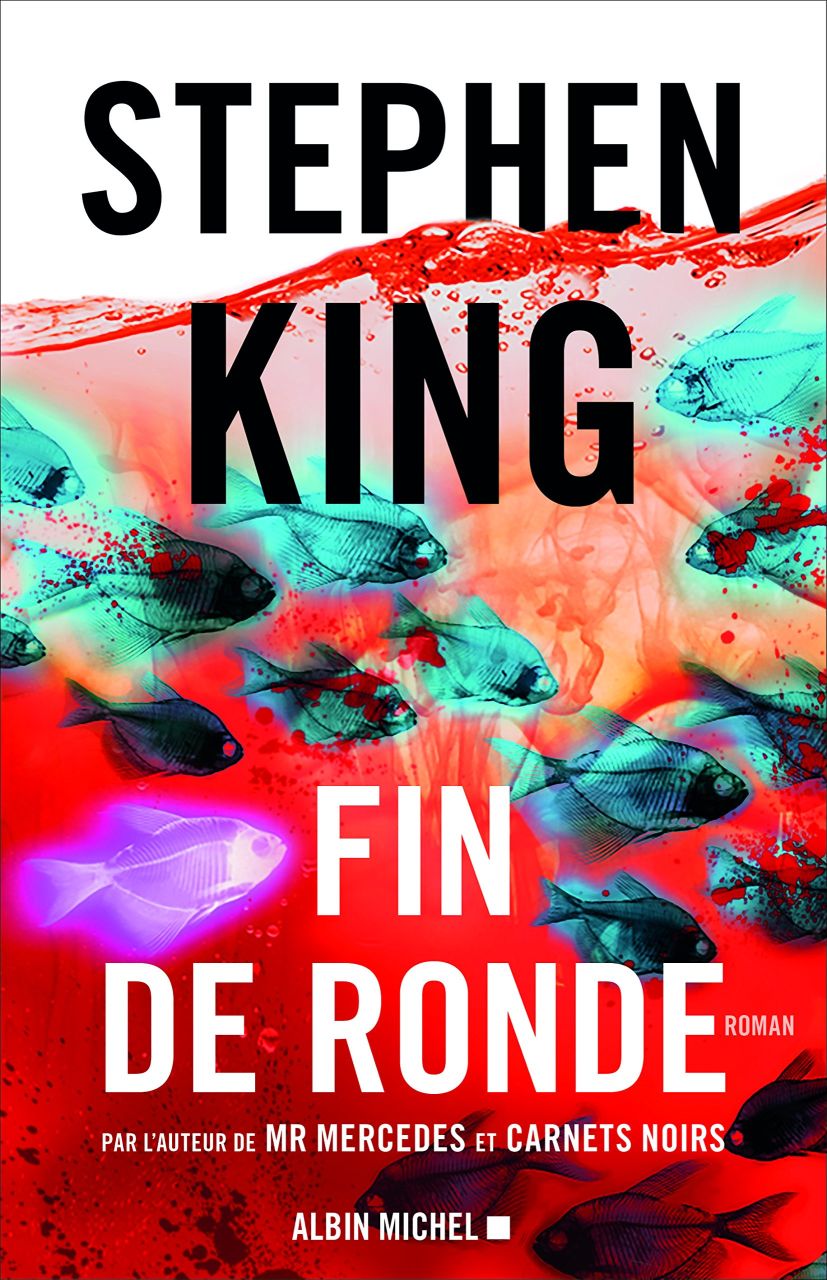 STEPHEN
KING
FIN
DE RONDE
ROMAN
PAR L'AUTEUR DE MR MERCEDES ET CARNETS NOIRS
ALBIN MICHEL